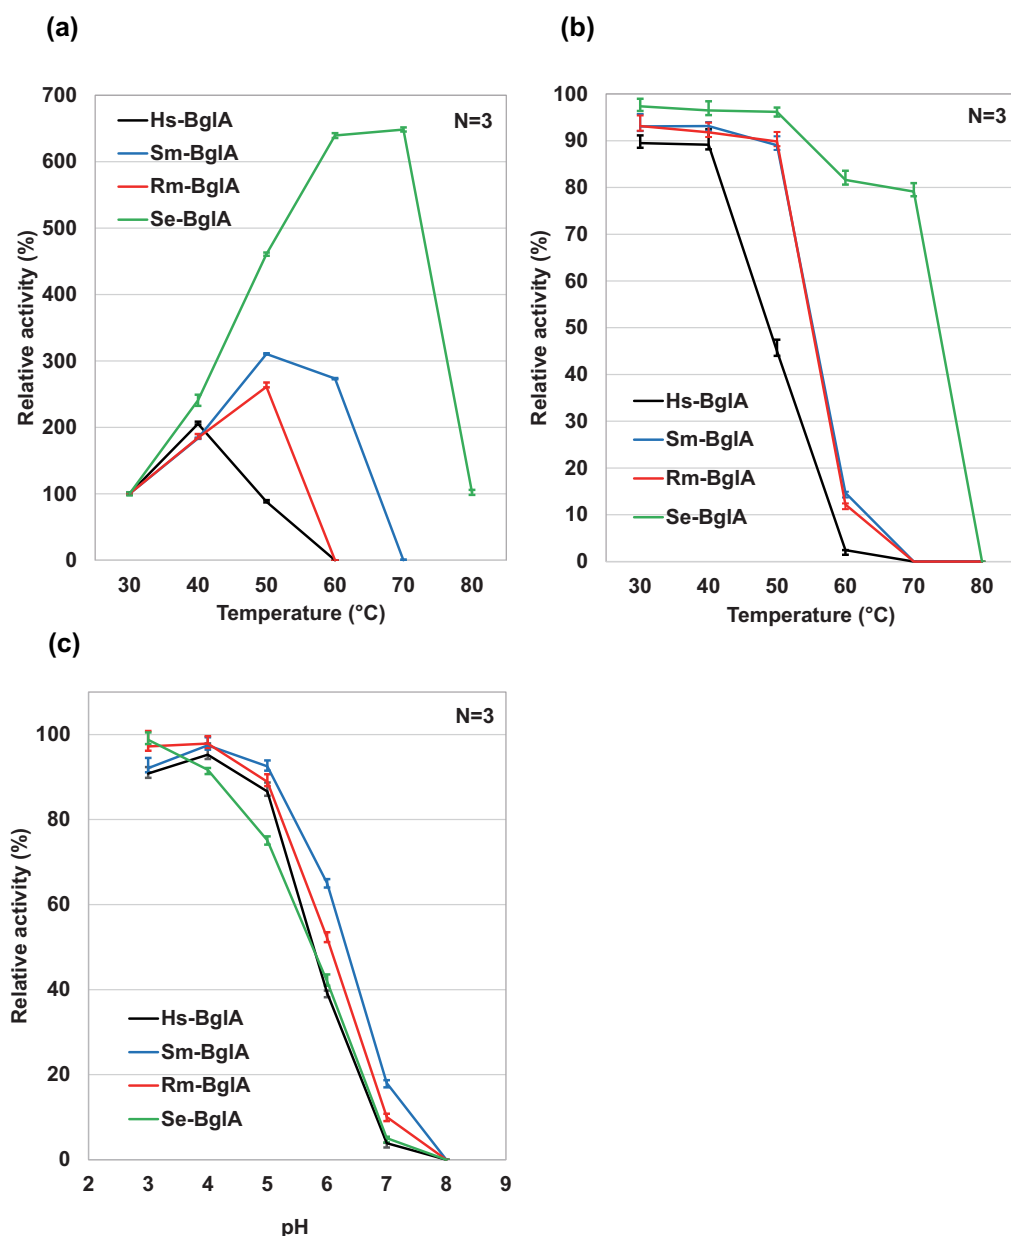 (a)
700
600
500
400
300
200
100
0
Relative activity (%)
Hs-BglA
Sm-BglA
Rm-BglA
Se-BglA
N=3
30 40 50 60 70 80
Temperature (°C)
(b)
100
90
80
70
60
50
40
30
20
10
0
Relative activity (%)
N=3
Hs-BglA
Sm-BglA
Rm-BglA
Se-BglA
30 40 50 60 70 80
Temperature (°C)
(c)
100
80
60
40
20
0
Relative activity (%)
N=3
Hs-BglA
Sm-BglA
Rm-BglA
Se-BglA
2 3 4 5 6 7 8 9
pH